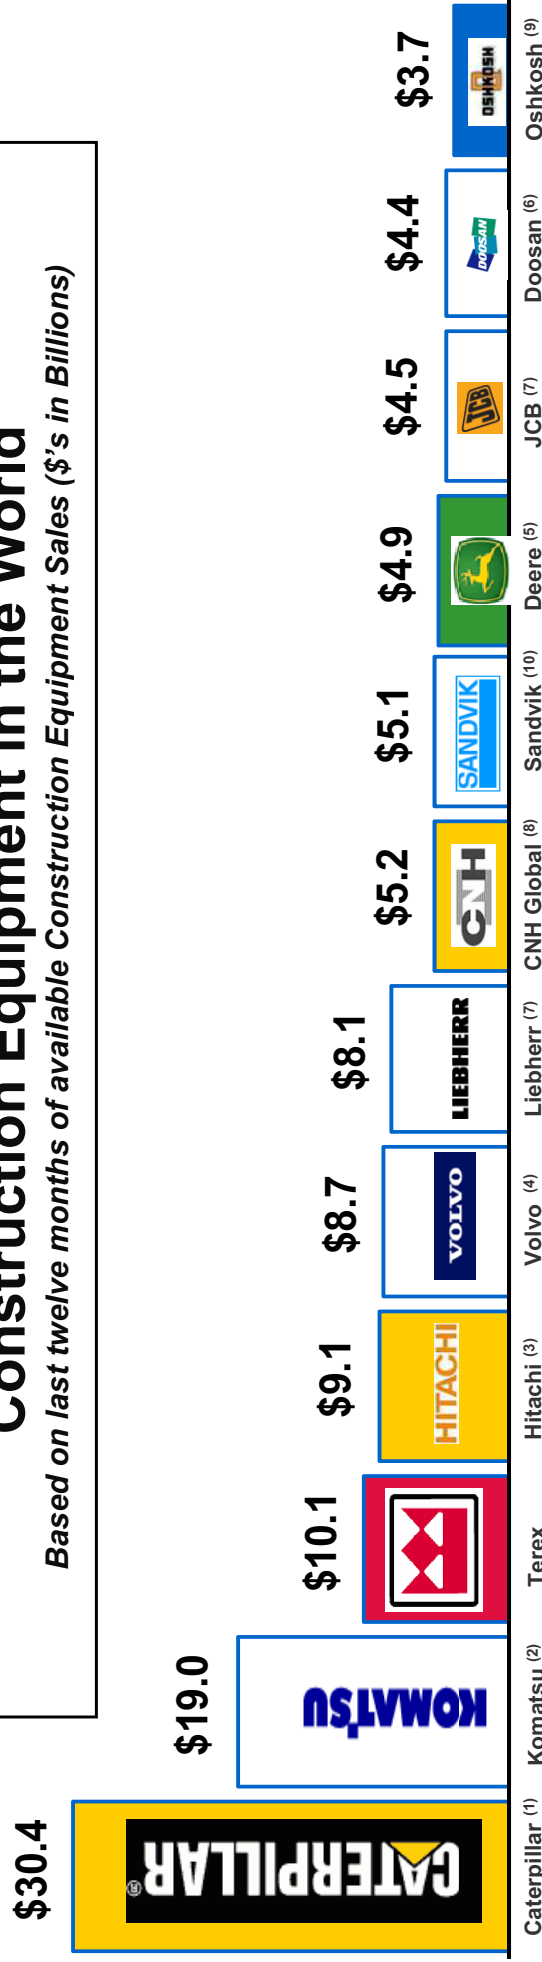 Construction Equipment in the World
Based on last twelve months of available Construction Equipment Sales ($'s in Billions)
$30.4
$19.0
$10.1
$9.1
$8.7
$8.1
$5.2
$5.1
$4.9
$4.5
$4.4
$3.7
CATERPILLAR®
KOMATSU
HITACHI
VOLVO
LIEBHERR
CNH
SANDVIK
JCB
DOOSAN
OSHKOSH
Caterpillar (1)
Komatsu (2)
Terex
Hitachi (3)
Volvo (4)
Liebherr (7)
CNH Global (8)
Sandvik (10)
Deere (5)
JCB (7)
Doosan (6)
Oshkosh (9)